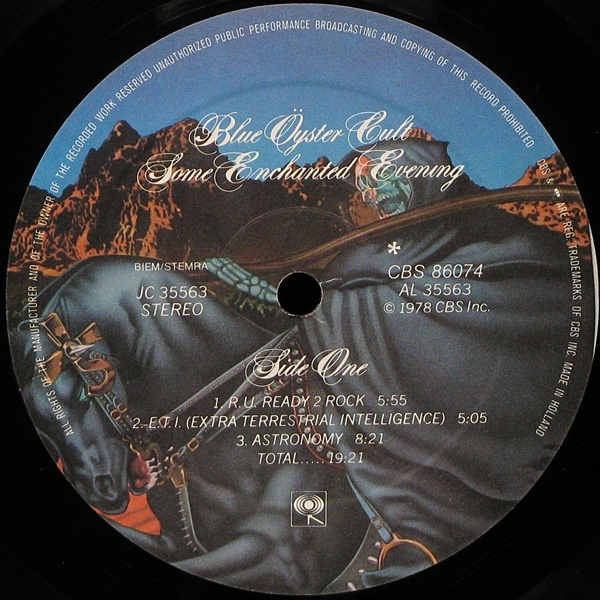 ALL RIGHTS OF THE MANUFACTURER AND OF THE OWNER OF THE RECORDED WORK RESERVED UNAUTHORIZED PUBLIC PERFORMANCE BROADCASTING AND COPYING OF THIS RECORD PROHIBITED
CBS & ARE REG. TRADEMARKS OF CBS INC. MADE IN HOLLAND
Blue Öyster Cult
Some Enchanted Evening
BIEM/STEMRA
JC 35563
STEREO
*
CBS 86074
AL 35563
© 1978 CBS Inc.
Side One
1. R.U. READY 2 ROCK 5:55
2.-E.T.I. (EXTRA TERRESTRIAL INTELLIGENCE) 5:05
3. ASTRONOMY 8:21
TOTAL.....19:21